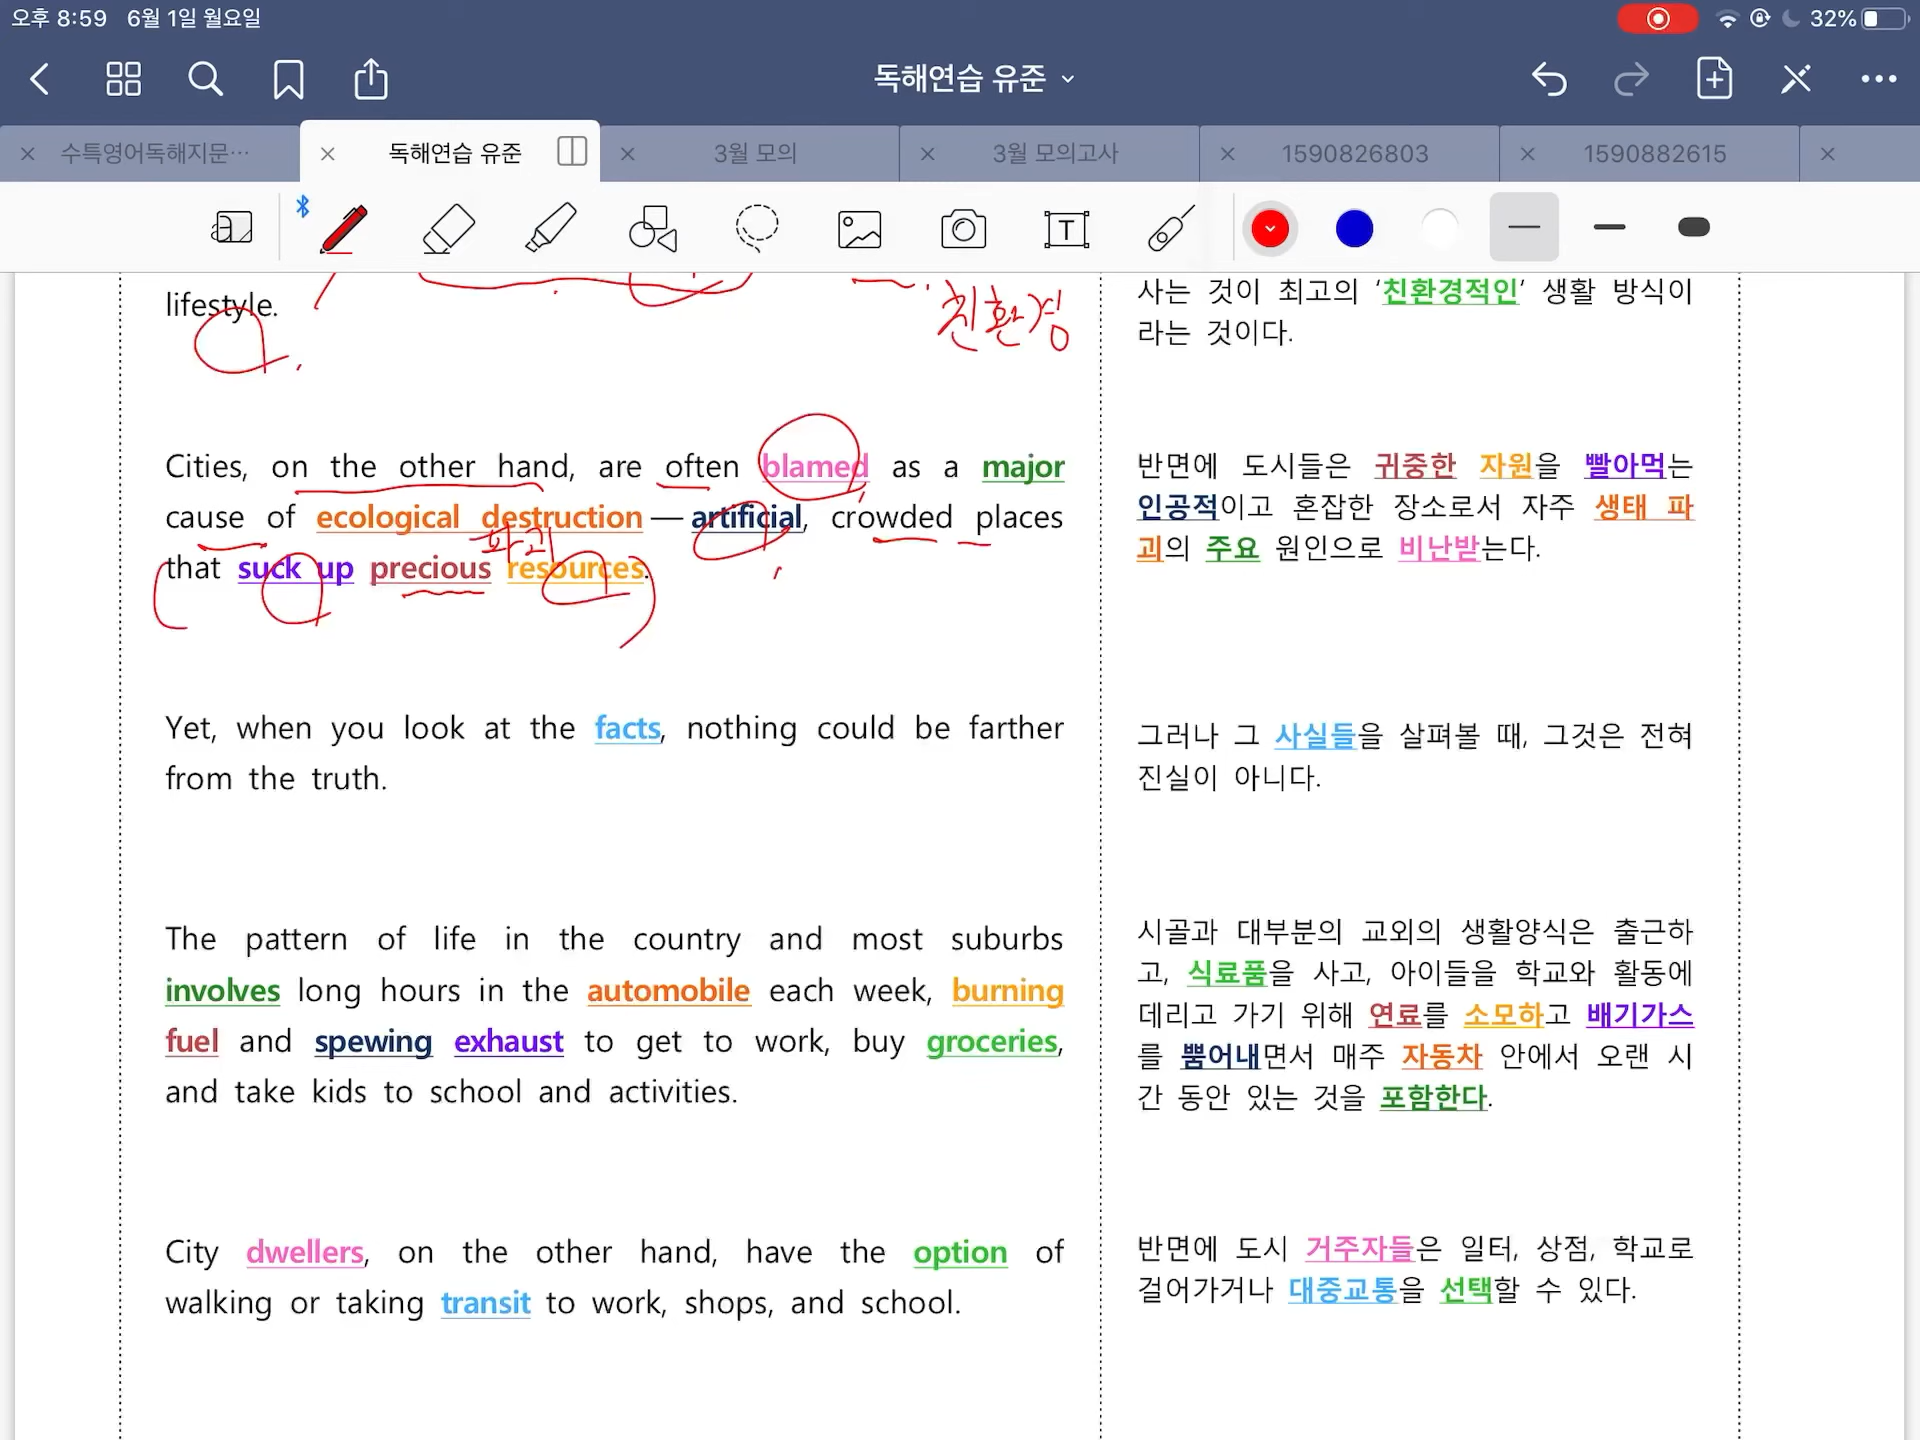 오후 8:59 6월 1일 월요일
32%
독해연습 유준
수특영어독해지문…
독해연습 유준
3월 모의
3월 모의고사
1590826803
1590882615
lifestyle.
친환경
Cities, on the other hand, are often blamed as a major
cause of ecological destruction — artificial, crowded places
파괴
that suck up precious resources.
Yet, when you look at the facts, nothing could be farther
from the truth.
The pattern of life in the country and most suburbs
involves long hours in the automobile each week, burning
fuel and spewing exhaust to get to work, buy groceries,
and take kids to school and activities.
City dwellers, on the other hand, have the option of
walking or taking transit to work, shops, and school.
사는 것이 최고의 ‘친환경적인’ 생활 방식이
라는 것이다.
반면에 도시들은 귀중한 자원을 빨아먹는
인공적이고 혼잡한 장소로서 자주 생태 파
괴의 주요 원인으로 비난받는다.
그러나 그 사실들을 살펴볼 때, 그것은 전혀
진실이 아니다.
시골과 대부분의 교외의 생활양식은 출근하
고, 식료품을 사고, 아이들을 학교와 활동에
데리고 가기 위해 연료를 소모하고 배기가스
를 뿜어내면서 매주 자동차 안에서 오랜 시
간 동안 있는 것을 포함한다.
반면에 도시 거주자들은 일터, 상점, 학교로
걸어가거나 대중교통을 선택할 수 있다.